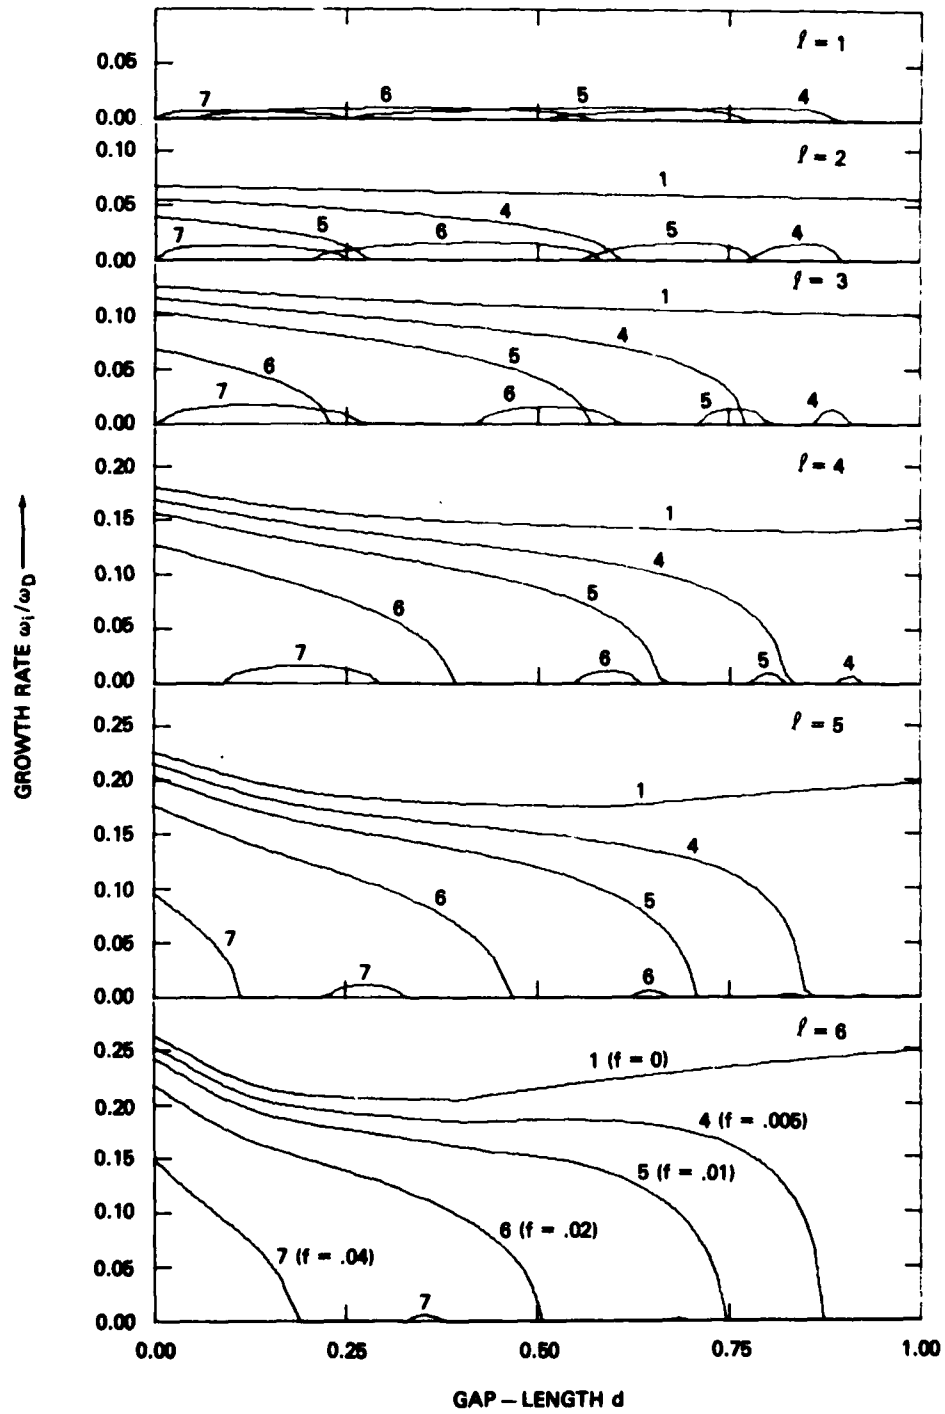 ℓ = 1
0.05
7 6 5 4
0.00
0.10
ℓ = 2
1
0.05
4
7 5 6 5 4
0.00
ℓ = 3
1
0.10
4
5
0.05
6
7 6 5 4
0.00
0.20
ℓ = 4
1
0.15
4
0.10
5
6
0.05
7 6 5 4
0.00
0.25
ℓ = 5
0.20
1
0.15
4
0.10
6 5
7
0.05
7 6
0.00
ℓ = 6
0.25
1 (f = 0)
0.20
4 (f = .005)
0.15
5 (f = .01)
0.10
6 (f = .02)
7 (f = .04)
0.05
7
0.00
0.00 0.25 0.50 0.75 1.00
GAP – LENGTH d
GROWTH RATE ωi/ωD